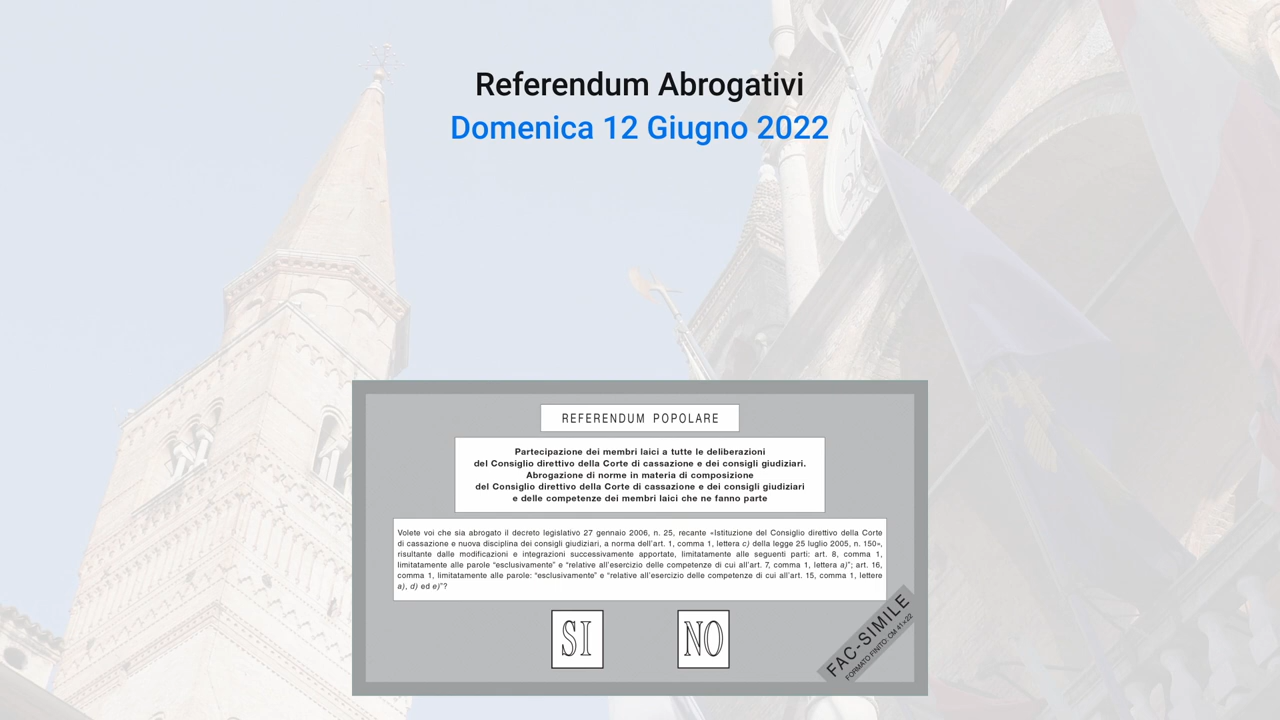 Referendum Abrogativi
Domenica 12 Giugno 2022
REFERENDUM POPOLARE
Partecipazione dei membri laici a tutte le deliberazioni
del Consiglio direttivo della Corte di cassazione e dei consigli giudiziari.
Abrogazione di norme in materia di composizione
del Consiglio direttivo della Corte di cassazione e dei consigli giudiziari
e delle competenze dei membri laici che ne fanno parte
Volete voi che sia abrogato il decreto legislativo 27 gennaio 2006, n. 25, recante «Istituzione del Consiglio direttivo della Corte
di cassazione e nuova disciplina dei consigli giudiziari, a norma dell'art. 1, comma 1, lettera c) della legge 25 luglio 2005, n. 150»,
risultante dalle modificazioni e integrazioni successivamente apportate, limitatamente alle seguenti parti: art. 8, comma 1,
limitatamente alle parole “esclusivamente” e “relative all'esercizio delle competenze di cui all'art. 7, comma 1, lettera a)”; art. 16,
comma 1, limitatamente alle parole: “esclusivamente” e “relative all'esercizio delle competenze di cui all'art. 15, comma 1, lettere
a), d) ed e)”?
SI
NO
FAC-SIMILE
FORMATO FINITO: CM 41×22